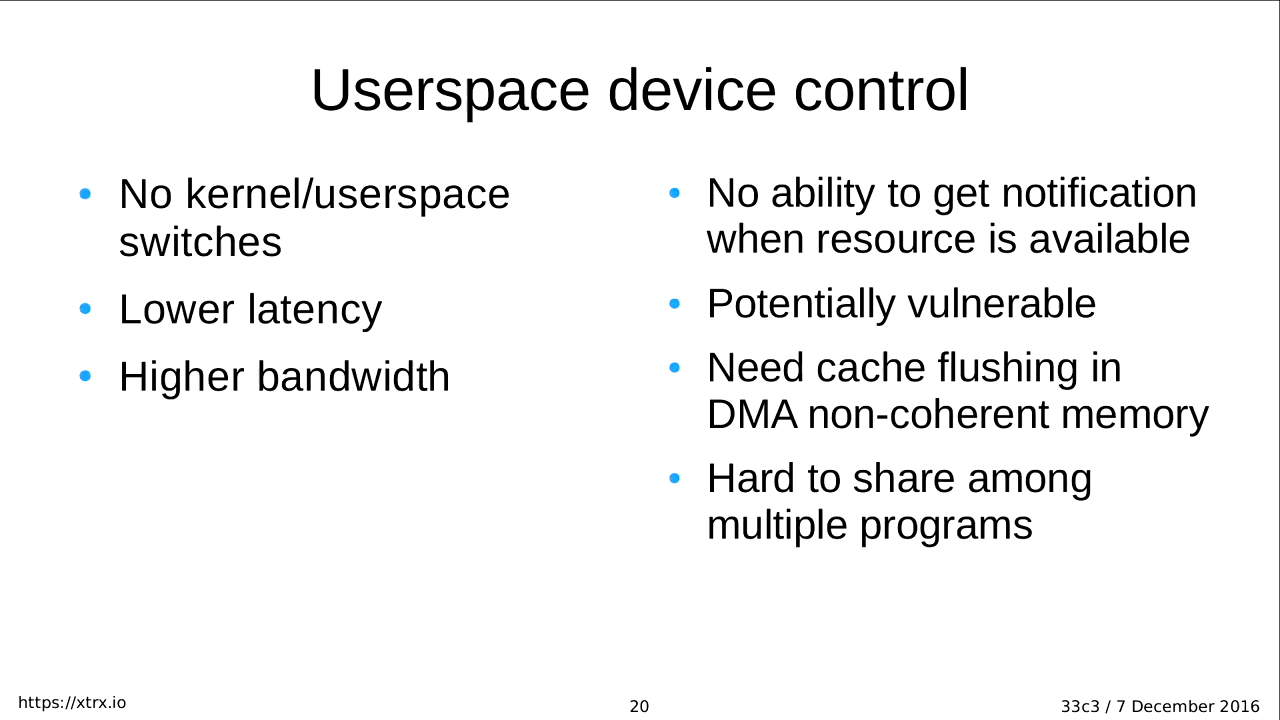 Userspace device control
• No kernel/userspace
switches
• Lower latency
• Higher bandwidth
• No ability to get notification
when resource is available
• Potentially vulnerable
• Need cache flushing in
DMA non-coherent memory
• Hard to share among
multiple programs
https://xtrx.io
20
33c3 / 7 December 2016